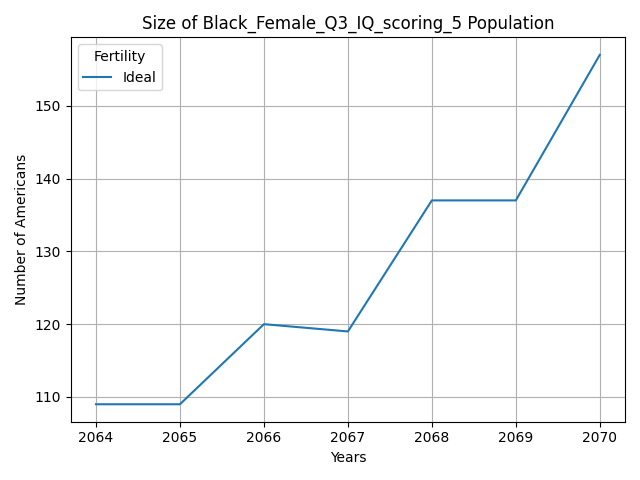 Size of Black_Female_Q3_IQ_scoring_5 Population
Fertility
Ideal
Number of Americans
150
140
130
120
110
2064 2065 2066 2067 2068 2069 2070
Years